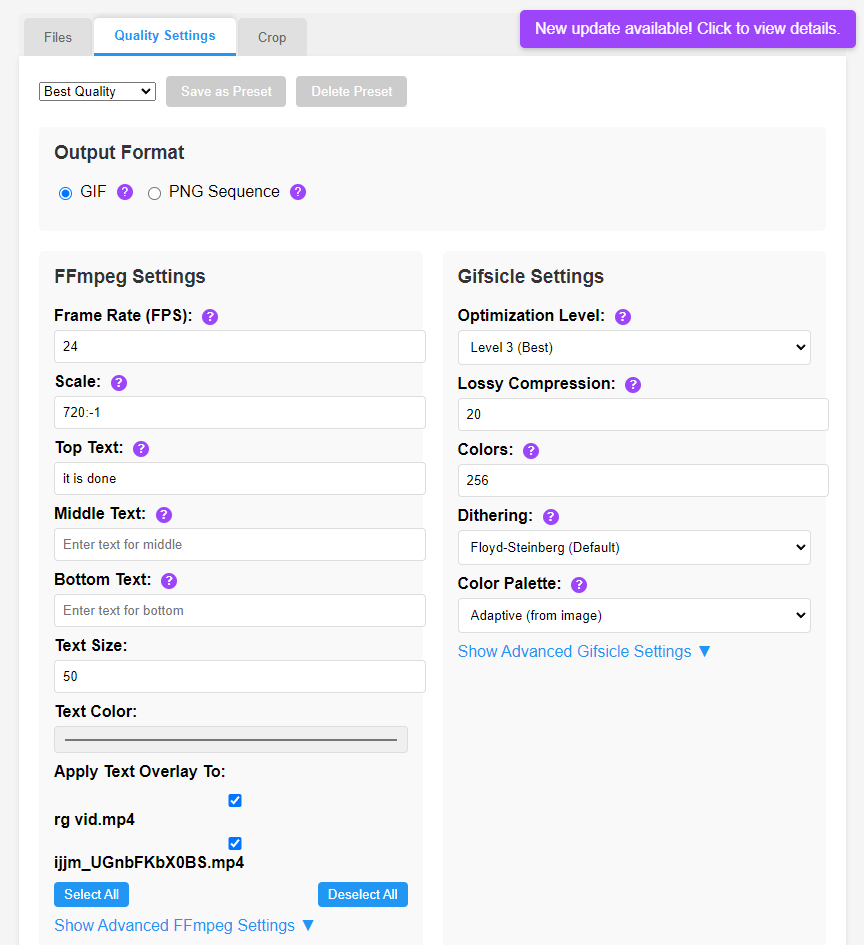 Files
Quality Settings
Crop
New update available! Click to view details.
Best Quality
Save as Preset
Delete Preset
Output Format
GIF ?
PNG Sequence ?
FFmpeg Settings
Frame Rate (FPS): ?
24
Scale: ?
720:-1
Top Text: ?
it is done
Middle Text: ?
Enter text for middle
Bottom Text: ?
Enter text for bottom
Text Size:
50
Text Color:
Apply Text Overlay To:
rg vid.mp4
ijjm_UGnbFKbX0BS.mp4
Select All
Deselect All
Show Advanced FFmpeg Settings ▼
Gifsicle Settings
Optimization Level: ?
Level 3 (Best)
Lossy Compression: ?
20
Colors: ?
256
Dithering: ?
Floyd-Steinberg (Default)
Color Palette: ?
Adaptive (from image)
Show Advanced Gifsicle Settings ▼